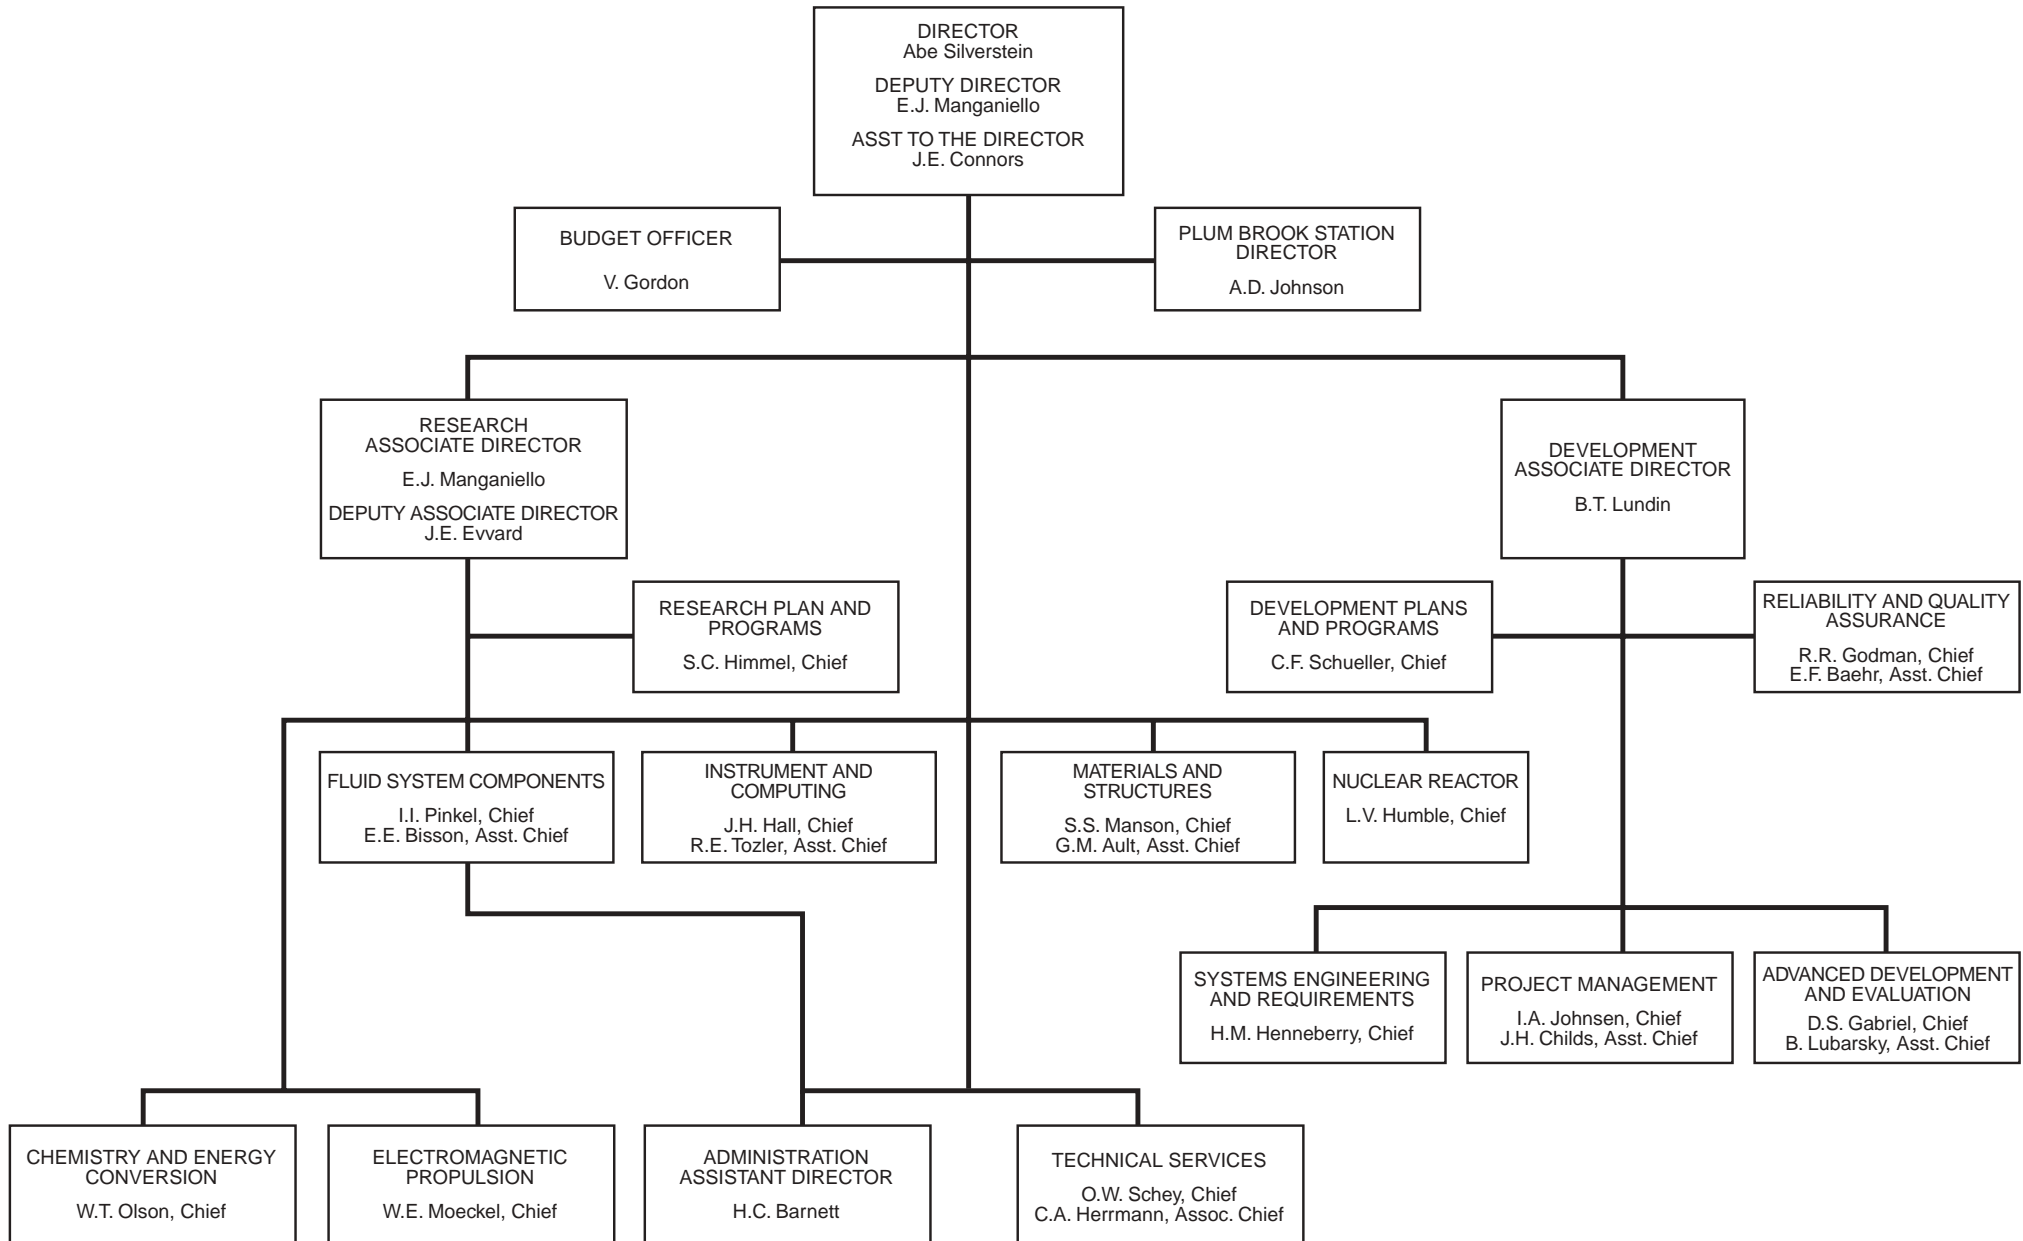 DIRECTOR
Abe Silverstein
DEPUTY DIRECTOR
E.J. Manganiello
ASST TO THE DIRECTOR
J.E. Connors
BUDGET OFFICER
V. Gordon
PLUM BROOK STATION
DIRECTOR
A.D. Johnson
RESEARCH
ASSOCIATE DIRECTOR
E.J. Manganiello
DEPUTY ASSOCIATE DIRECTOR
J.E. Evvard
DEVELOPMENT
ASSOCIATE DIRECTOR
B.T. Lundin
RESEARCH PLAN AND
PROGRAMS
S.C. Himmel, Chief
DEVELOPMENT PLANS
AND PROGRAMS
C.F. Schueller, Chief
RELIABILITY AND QUALITY
ASSURANCE
R.R. Godman, Chief
E.F. Baehr, Asst. Chief
FLUID SYSTEM COMPONENTS
I.I. Pinkel, Chief
E.E. Bisson, Asst. Chief
INSTRUMENT AND
COMPUTING
J.H. Hall, Chief
R.E. Tozler, Asst. Chief
MATERIALS AND
STRUCTURES
S.S. Manson, Chief
G.M. Ault, Asst. Chief
NUCLEAR REACTOR
L.V. Humble, Chief
SYSTEMS ENGINEERING
AND REQUIREMENTS
H.M. Henneberry, Chief
PROJECT MANAGEMENT
I.A. Johnsen, Chief
J.H. Childs, Asst. Chief
ADVANCED DEVELOPMENT
AND EVALUATION
D.S. Gabriel, Chief
B. Lubarsky, Asst. Chief
CHEMISTRY AND ENERGY
CONVERSION
W.T. Olson, Chief
ELECTROMAGNETIC
PROPULSION
W.E. Moeckel, Chief
ADMINISTRATION
ASSISTANT DIRECTOR
H.C. Barnett
TECHNICAL SERVICES
O.W. Schey, Chief
C.A. Herrmann, Assoc. Chief